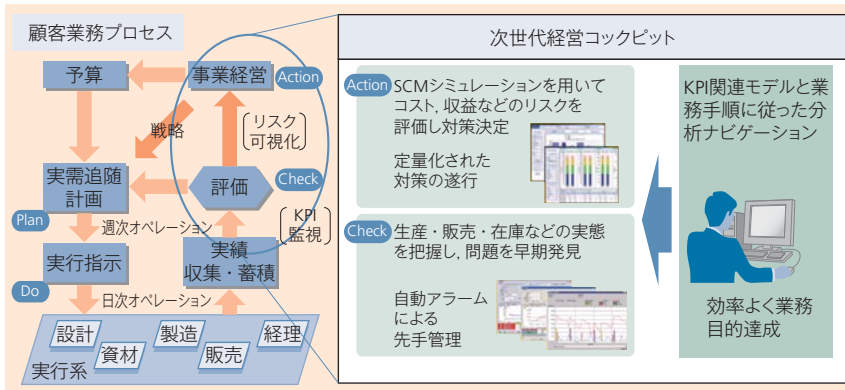 顧客業務プロセス
予算
事業経営
Action
戦略
リスク
可視化
実需追随
計画
評価
Check
Plan
週次オペレーション
KPI
監視
実行指示
実績
収集・蓄積
Do
日次オペレーション
設計
製造
経理
資材
販売
実行系
次世代経営コックピット
Action
SCMシミュレーションを用いて
コスト,収益などのリスクを
評価し対策決定
定量化された
対策の遂行
Check
生産・販売・在庫などの実態
を把握し,問題を早期発見
自動アラーム
による
先手管理
KPI関連モデルと業
務手順に従った分
析ナビゲーション
効率よく業務
目的達成